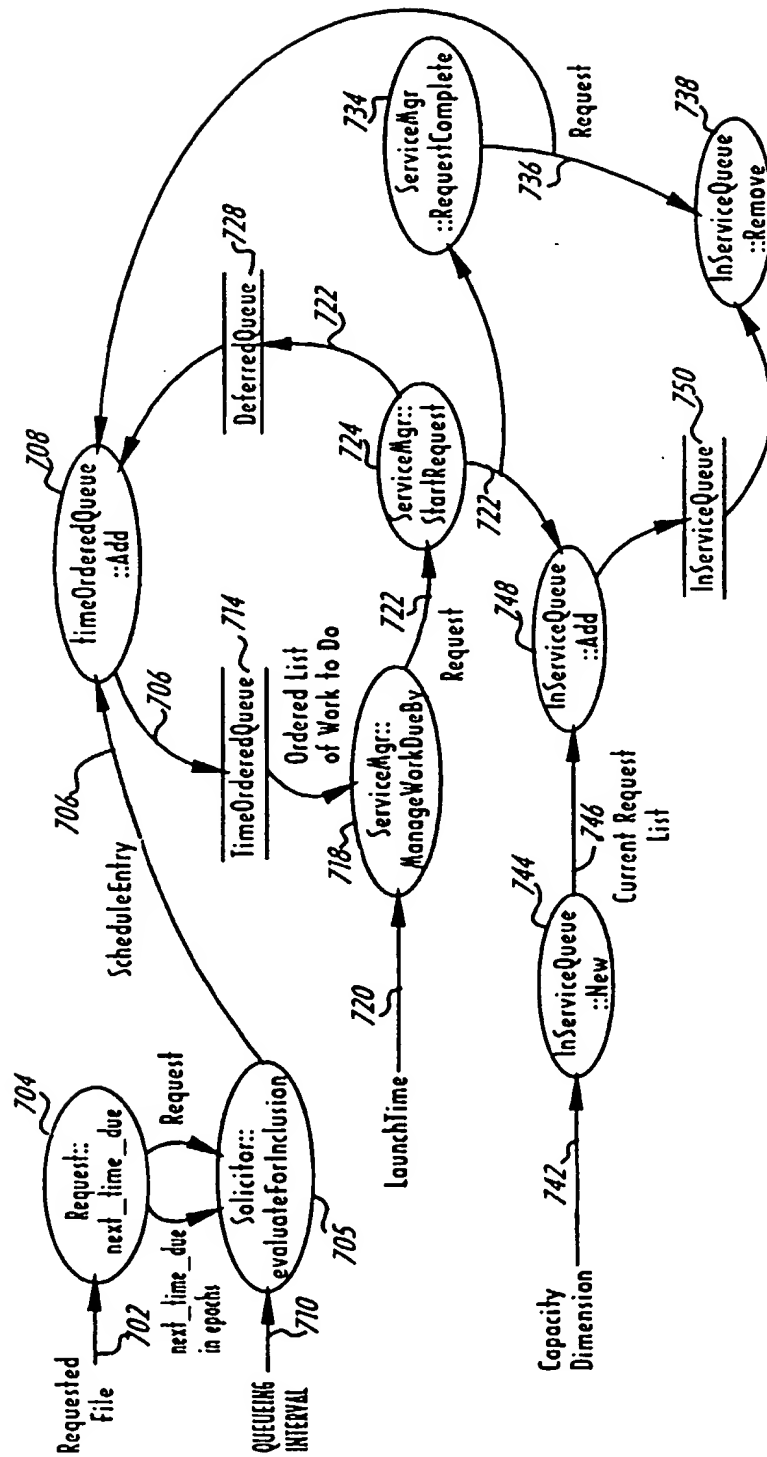 Requested
File
702
704
Request::
next_time_due
Request
next_time_due
in epochs
QUEUEING
INTERVAL
710
Solicitor::
evaluateForInclusion
705
ScheduleEntry
706
708
timeOrderedQueue
::Add
706
TimeOrderedQueue
714
Ordered List
of Work to Do
LaunchTime
720
718
ServiceMgr::
ManageWorkDueBy
722
Request
724
ServiceMgr::
StartRequest
722
DeferredQueue
728
722
734
ServiceMgr
::RequestComplete
736
Request
738
InServiceQueue
::Remove
Capacity
Dimension
742
744
InServiceQueue
::New
746
Current Request
List
748
InServiceQueue
::Add
InServiceQueue
750